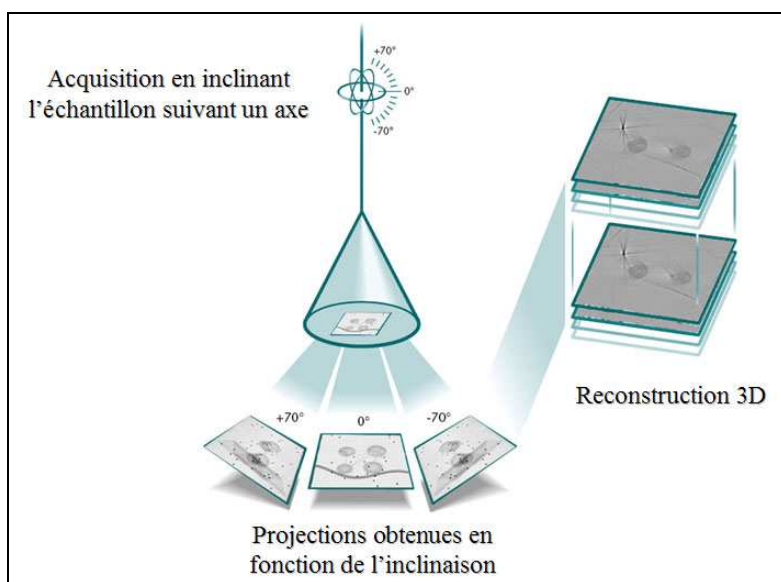 +70°
0°
-70°
Acquisition en inclinant
l’échantillon suivant un axe
+70°
0°
-70°
Projections obtenues en
fonction de l’inclinaison
Reconstruction 3D